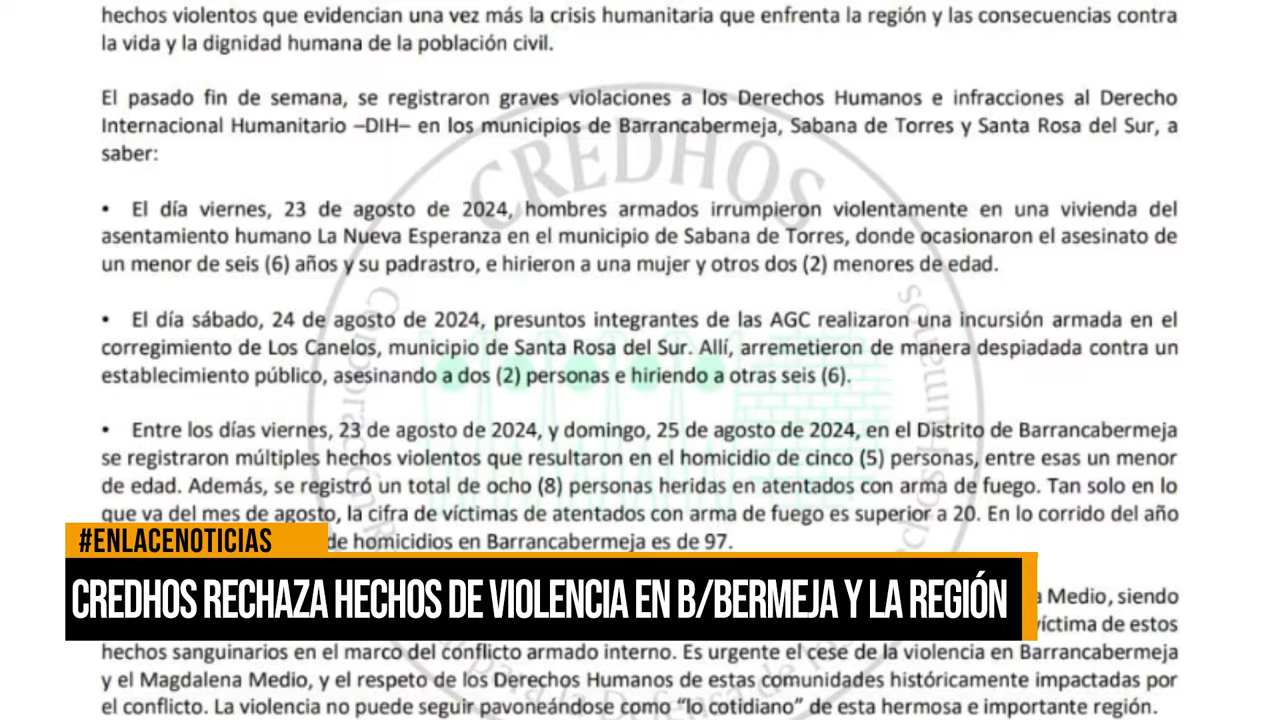 hechos violentos que evidencian una vez más la crisis humanitaria que enfrenta la región y las consecuencias contra
la vida y la dignidad humana de la población civil.
El pasado fin de semana, se registraron graves violaciones a los Derechos Humanos e infracciones al Derecho
Internacional Humanitario –DIH– en los municipios de Barrancabermeja, Sabana de Torres y Santa Rosa del Sur, a
saber:
• El día viernes, 23 de agosto de 2024, hombres armados irrumpieron violentamente en una vivienda del
asentamiento humano La Nueva Esperanza en el municipio de Sabana de Torres, donde ocasionaron el asesinato de
un menor de seis (6) años y su padrastro, e hirieron a una mujer y otros dos (2) menores de edad.
• El día sábado, 24 de agosto de 2024, presuntos integrantes de las AGC realizaron una incursión armada en el
corregimiento de Los Canelos, municipio de Santa Rosa del Sur. Allí, arremetieron de manera despiadada contra un
establecimiento público, asesinando a dos (2) personas e hiriendo a otras seis (6).
• Entre los días viernes, 23 de agosto de 2024, y domingo, 25 de agosto de 2024, en el Distrito de Barrancabermeja
se registraron múltiples hechos violentos que resultaron en el homicidio de cinco (5) personas, entre esas un menor
de edad. Además, se registró un total de ocho (8) personas heridas en atentados con arma de fuego. Tan solo en lo
que va del mes de agosto, la cifra de víctimas de atentados con arma de fuego es superior a 20. En lo corrido del año
de homicidios en Barrancabermeja es de 97.
#ENLACENOTICIAS
CREDHOS RECHAZA HECHOS DE VIOLENCIA EN B/BERMEJA Y LA REGIÓN
Medio, siendo
víctima de estos
hechos sanguinarios en el marco del conflicto armado interno. Es urgente el cese de la violencia en Barrancabermeja
y el Magdalena Medio, y el respeto de los Derechos Humanos de estas comunidades históricamente impactadas por
el conflicto. La violencia no puede seguir pavoneándose como “lo cotidiano” de esta hermosa e importante región.
CREDHOS